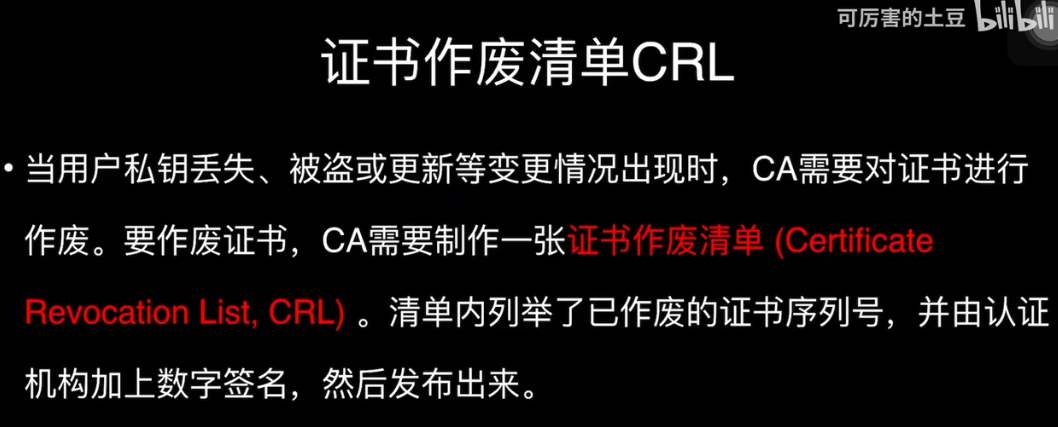 可厉害的土豆 bilibili
证书作废清单CRL
• 当用户私钥丢失、被盗或更新等变更情况出现时，CA需要对证书进行
作废。要作废证书，CA需要制作一张证书作废清单 (Certificate
Revocation List, CRL) 。清单内列举了已作废的证书序列号，并由认证
机构加上数字签名，然后发布出来。